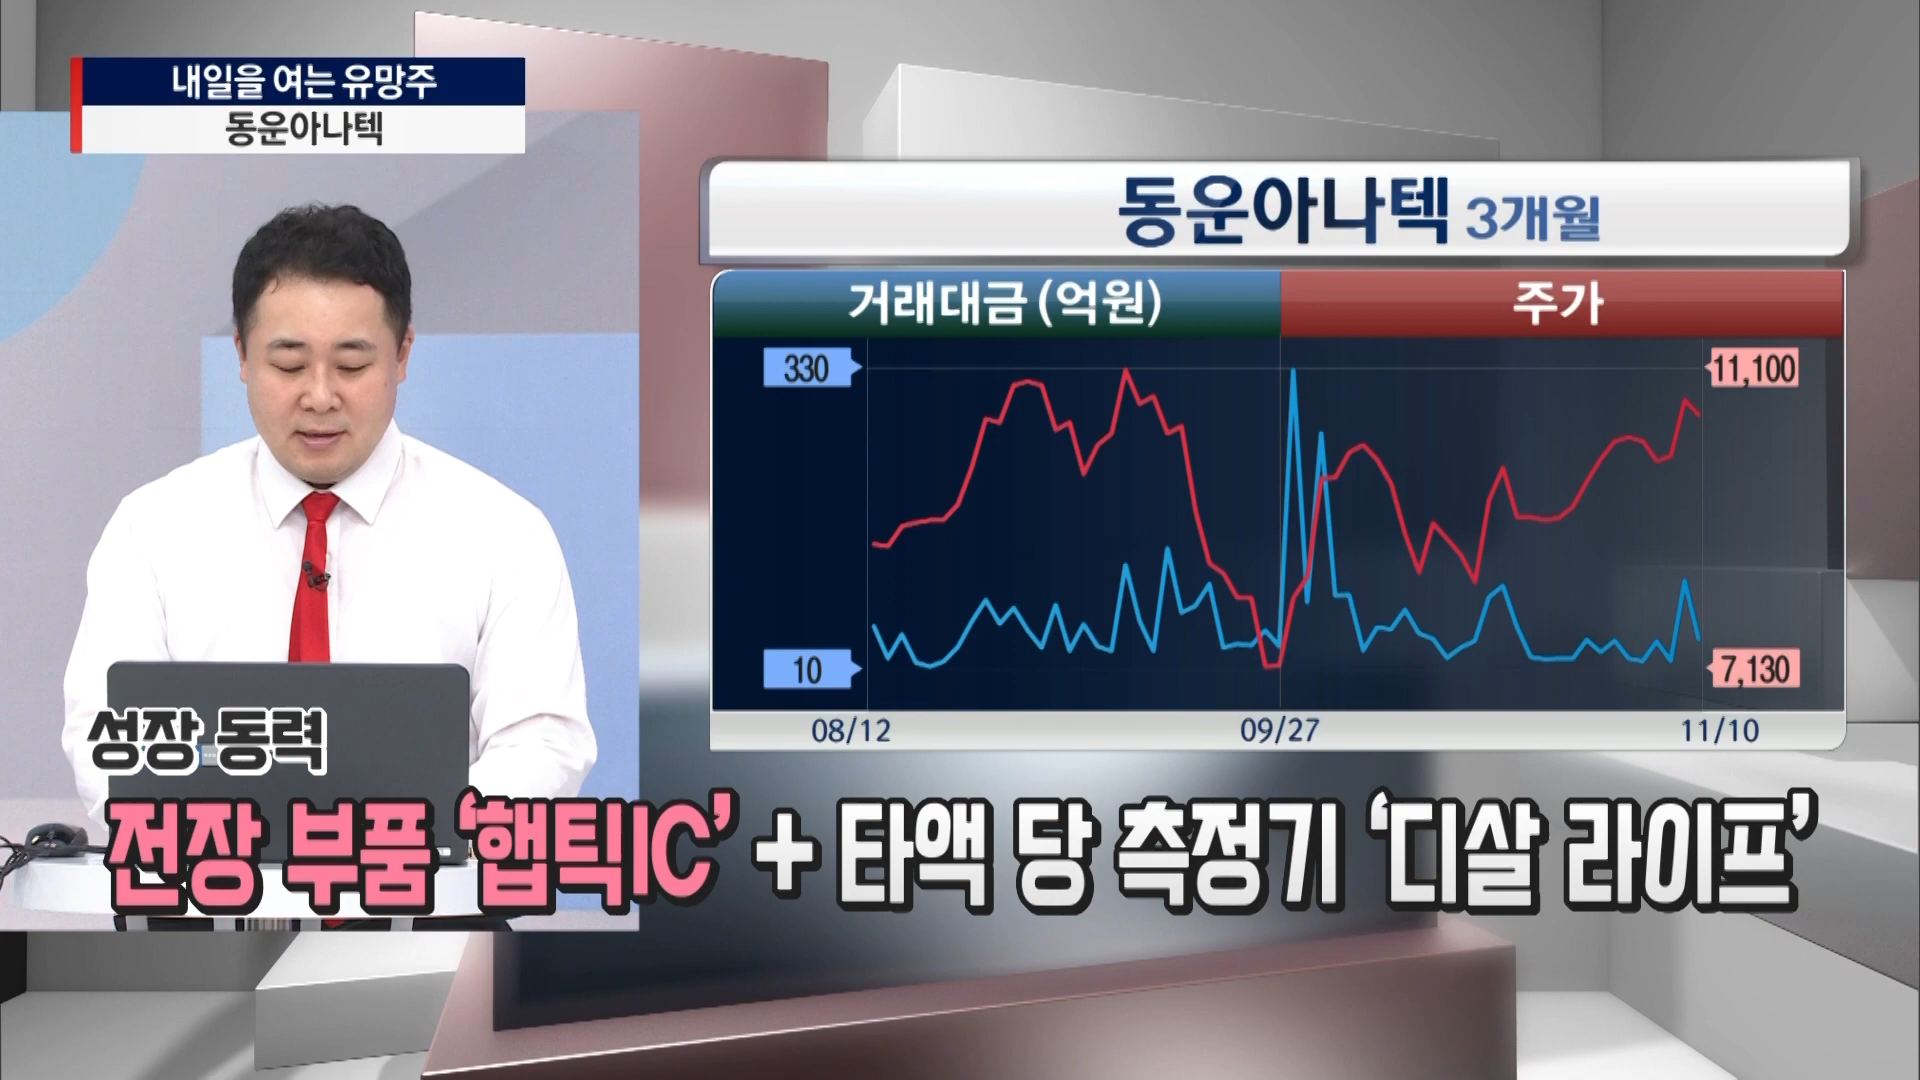 내일을 여는 유망주
동운아나텍
동운아나텍 3개월
거래대금 (억원) 주가
330 11,100
10 7,130
08/12 09/27 11/10
성장 동력
전장 부품 ‘햅틱IC’ + 타액 당 측정기 ‘디살 라이프’